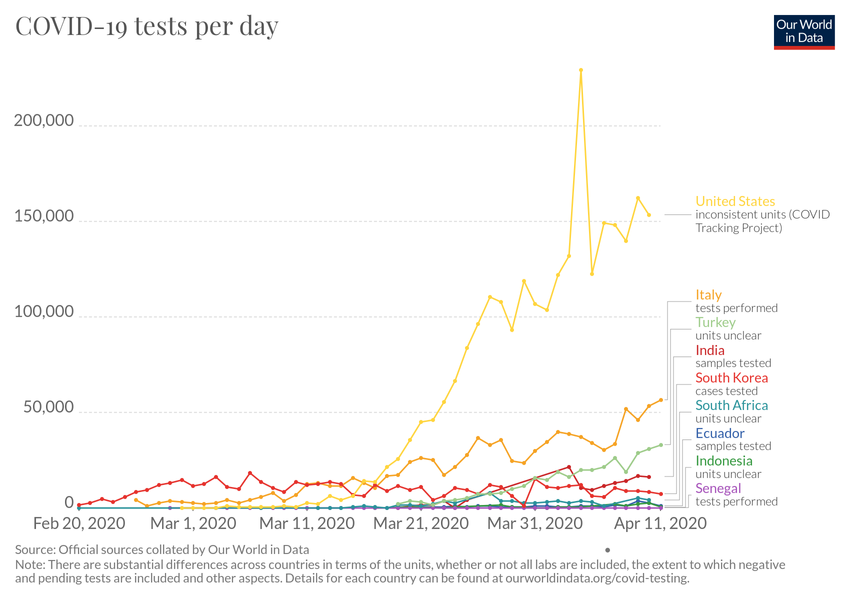 COVID-19 tests per day
Our World
in Data
200,000
150,000
100,000
50,000
0
United States
inconsistent units (COVID
Tracking Project)
Italy
tests performed
Turkey
units unclear
India
samples tested
South Korea
cases tested
South Africa
units unclear
Ecuador
samples tested
Indonesia
units unclear
Senegal
tests performed
Feb 20, 2020
Mar 1, 2020
Mar 11, 2020
Mar 21, 2020
Mar 31, 2020
Apr 11, 2020
Source: Official sources collated by Our World in Data
Note: There are substantial differences across countries in terms of the units, whether or not all labs are included, the extent to which negative
and pending tests are included and other aspects. Details for each country can be found at ourworldindata.org/covid-testing.